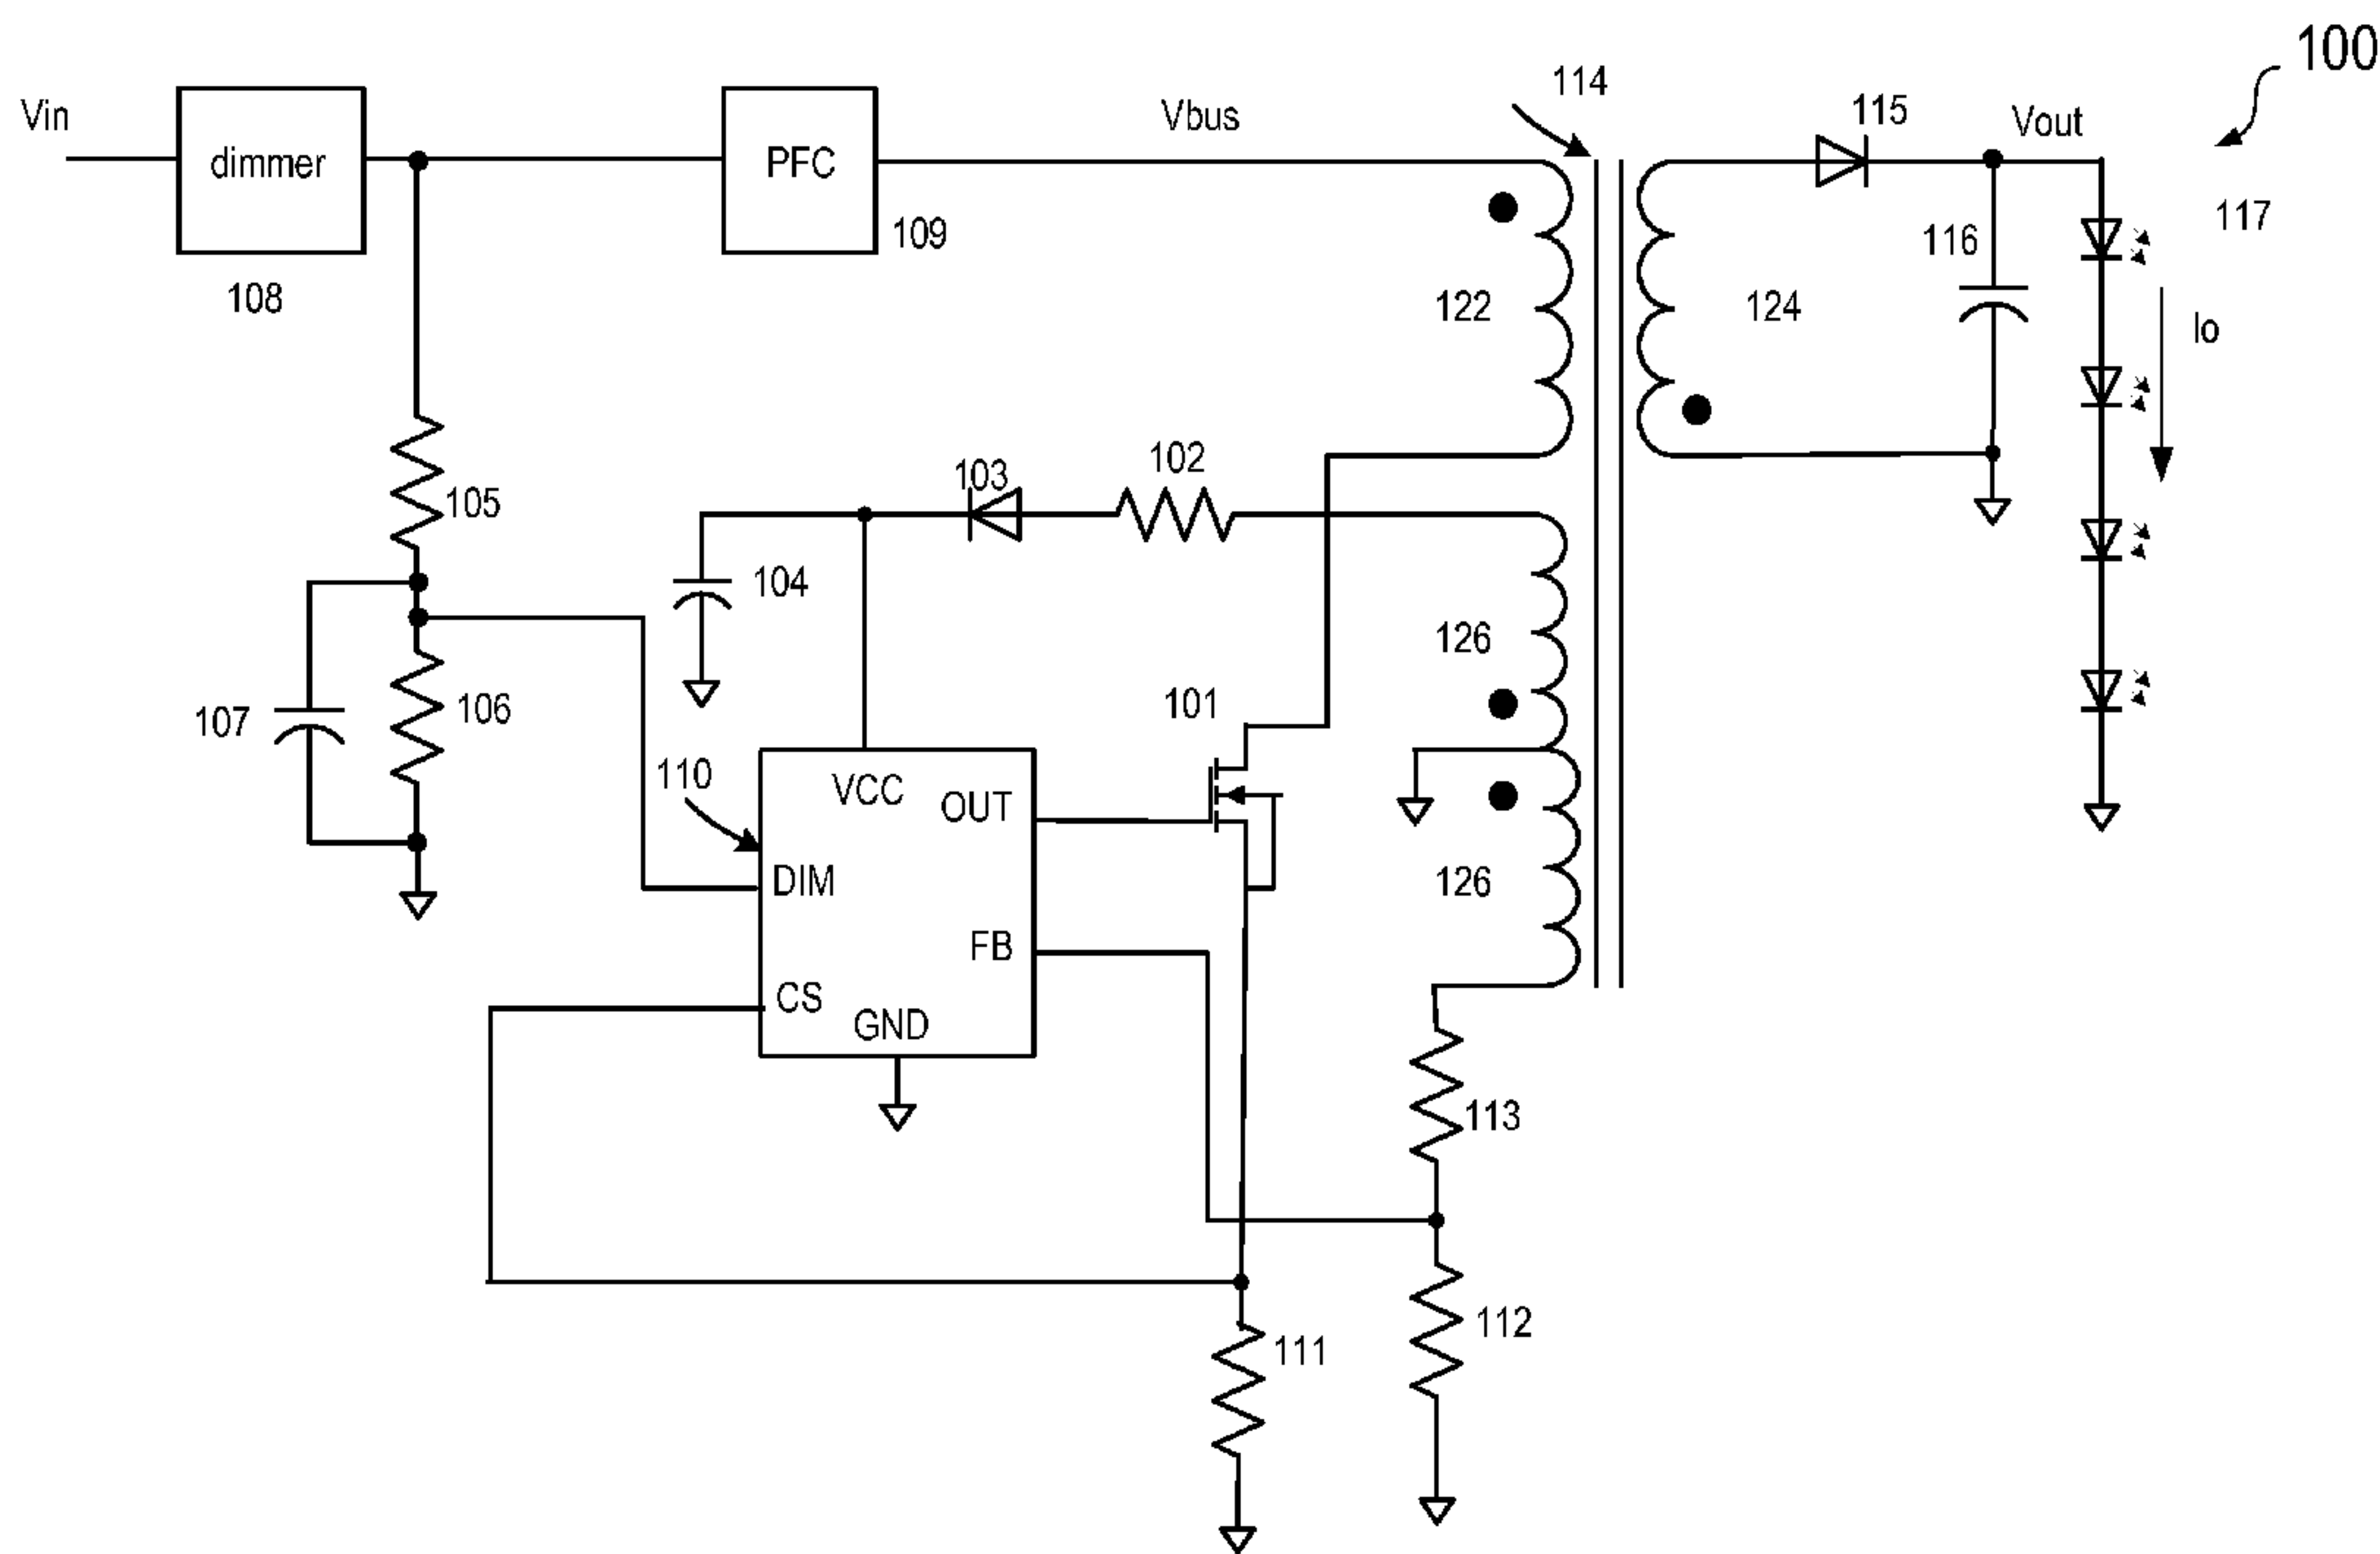 100
Vin
dimmer
108
PFC
109
Vbus
114
115
Vout
117
116
122
124
Io
105
103
102
104
126
107
106
101
110
VCC
OUT
DIM
126
FB
CS
GND
113
112
111